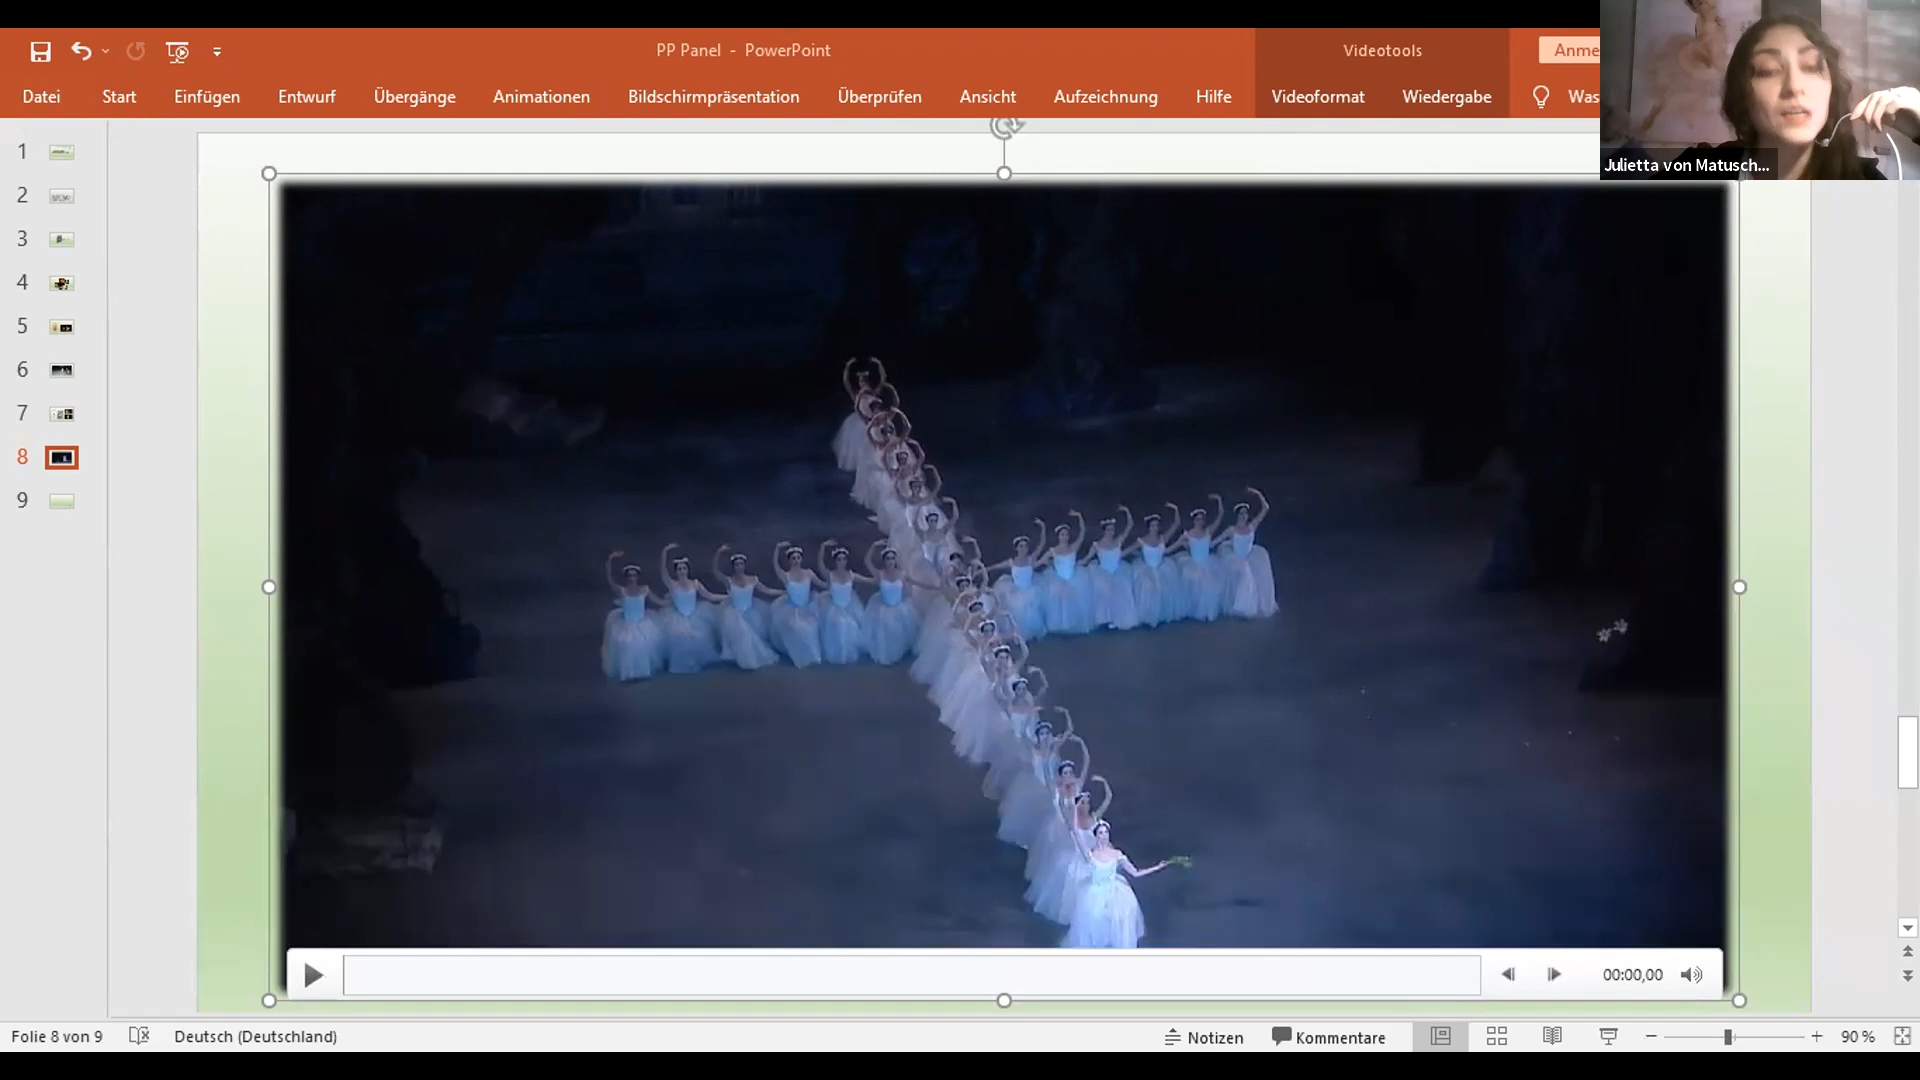 PP Panel - PowerPoint
Videotools
Anme
Datei Start Einfügen Entwurf Übergänge Animationen Bildschirmpräsentation Überprüfen Ansicht Aufzeichnung Hilfe Videoformat Wiedergabe Was
Julietta von Matusch...
1
2
3
4
5
6
7
8
9
00:00,00
Folie 8 von 9 Deutsch (Deutschland) Notizen Kommentare 90 %